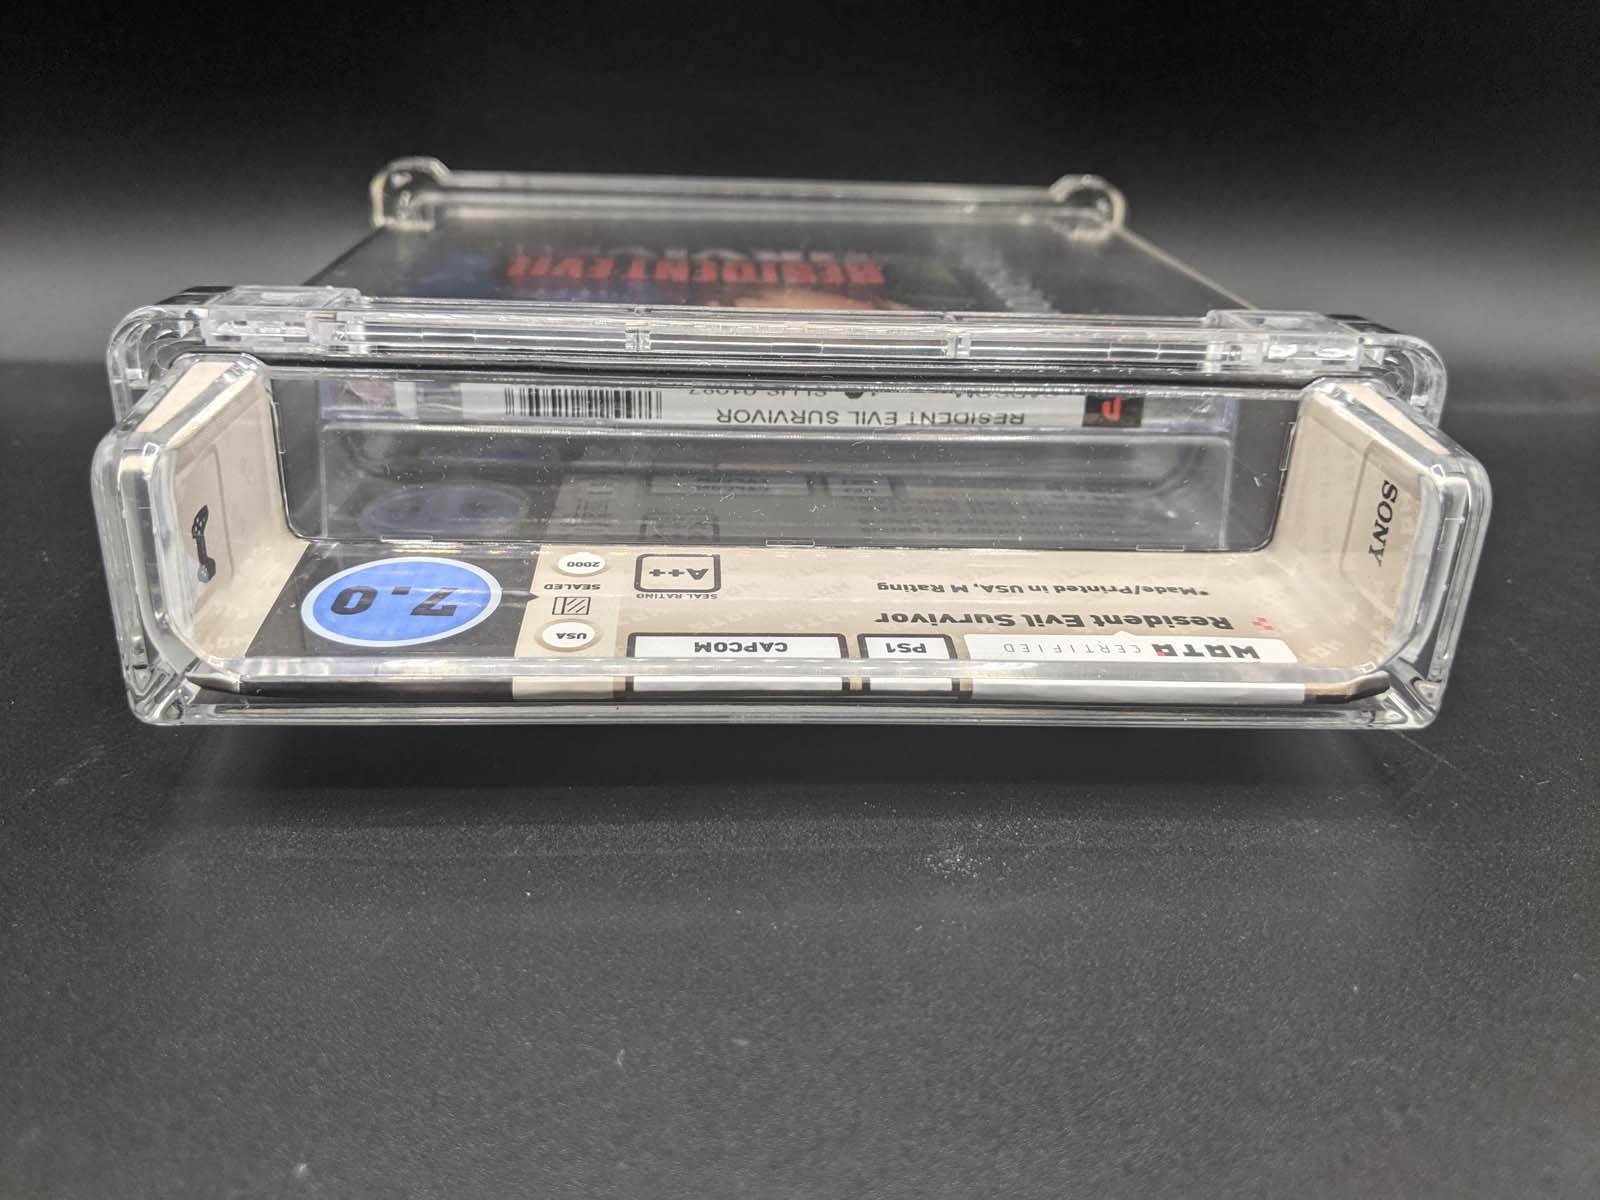 RESIDENT EVIL
RESIDENT EVIL SURVIVOR
SLUS-01087
SONY
WATA CERTIFIED
PS1
CAPCOM
Resident Evil Survivor
*Made/Printed in USA, M Rating
SEAL RATING
A++
USA
SEALED
2000
7.0